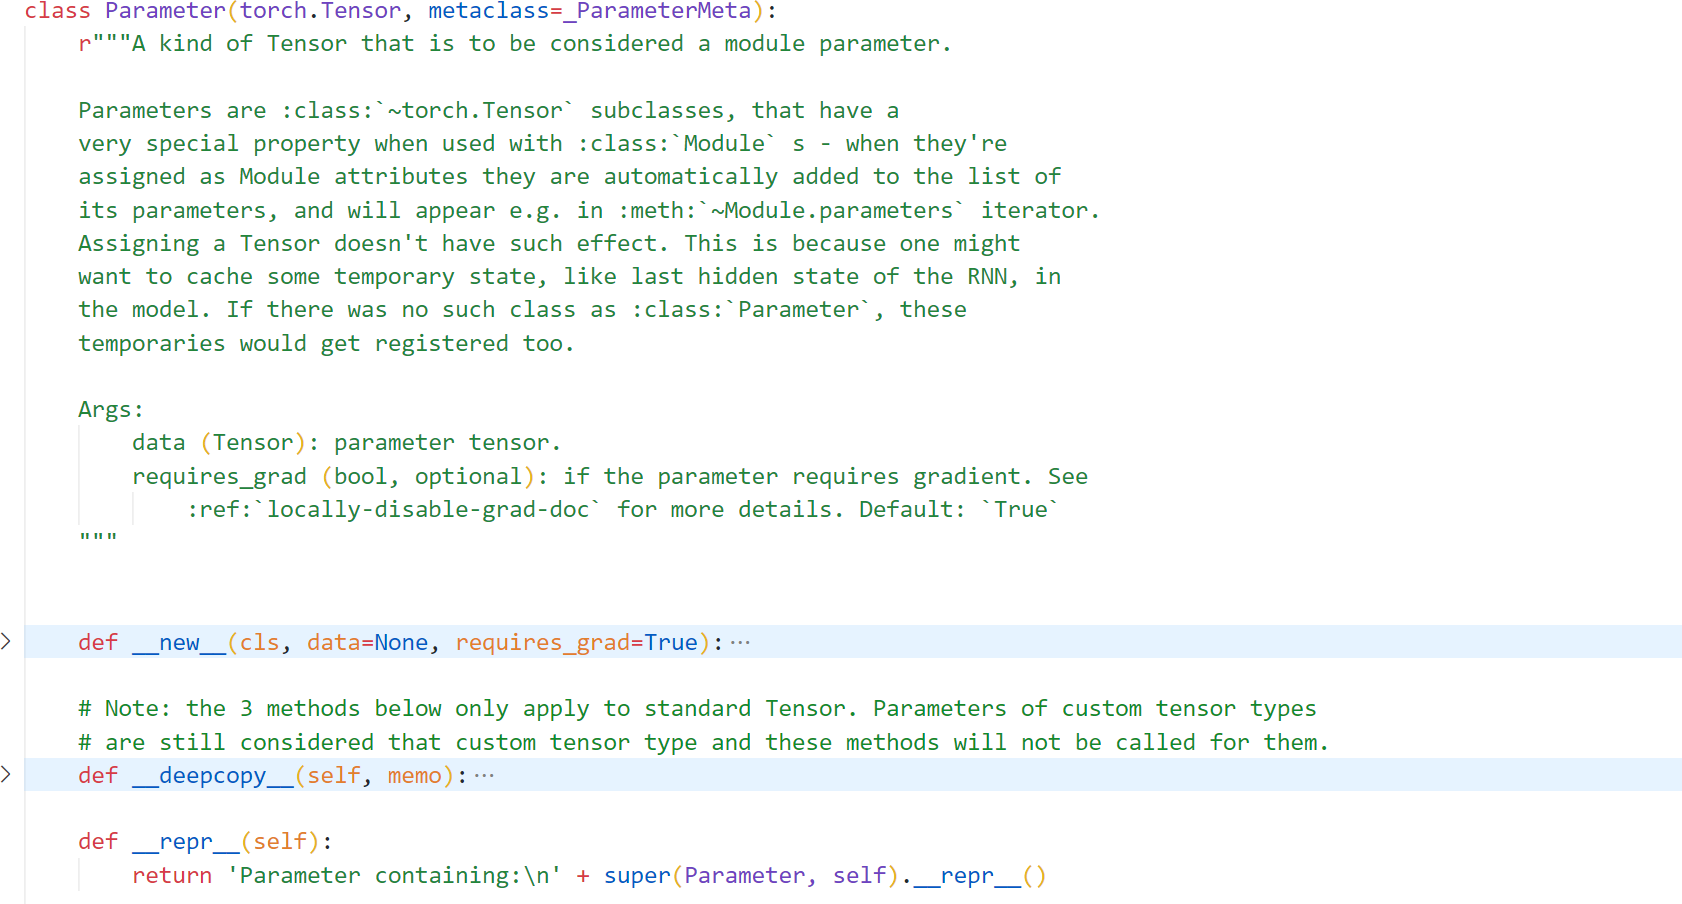 class Parameter(torch.Tensor, metaclass=_ParameterMeta):
r"""A kind of Tensor that is to be considered a module parameter.
Parameters are :class:`~torch.Tensor` subclasses, that have a
very special property when used with :class:`Module` s - when they're
assigned as Module attributes they are automatically added to the list of
its parameters, and will appear e.g. in :meth:`~Module.parameters` iterator.
Assigning a Tensor doesn't have such effect. This is because one might
want to cache some temporary state, like last hidden state of the RNN, in
the model. If there was no such class as :class:`Parameter`, these
temporaries would get registered too.
Args:
data (Tensor): parameter tensor.
requires_grad (bool, optional): if the parameter requires gradient. See
:ref:`locally-disable-grad-doc` for more details. Default: `True`
"""
def __new__(cls, data=None, requires_grad=True):···
# Note: the 3 methods below only apply to standard Tensor. Parameters of custom tensor types
# are still considered that custom tensor type and these methods will not be called for them.
def __deepcopy__(self, memo):···
def __repr__(self):
return 'Parameter containing:\n' + super(Parameter, self).__repr__()